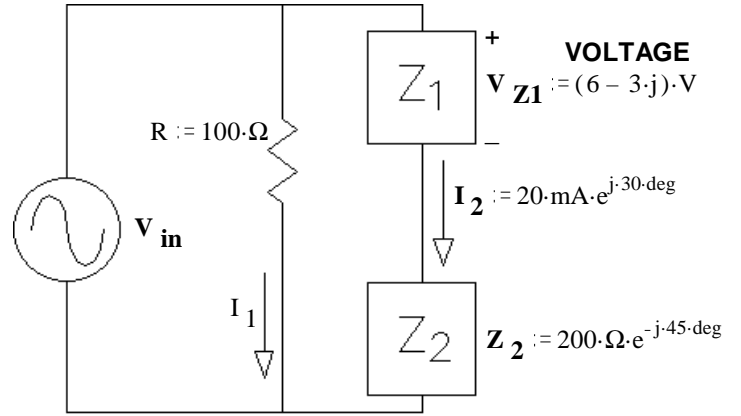 VOLTAGE
Z1
V Z1 := (6 − 3·j)·V
R := 100·Ω
I 2 := 20·mA·e^j·30·deg
V in
I 1
Z2
Z 2 := 200·Ω·e^-j·45·deg
+
−